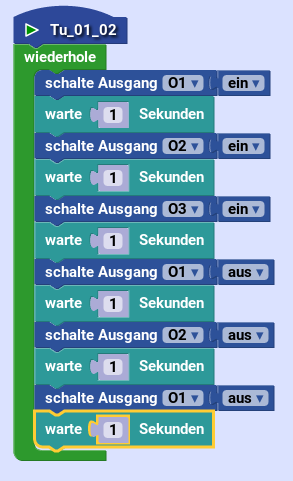 Tu_01_02
wiederhole
schalte Ausgang O1 ▾ ein ▾
warte 1 Sekunden
schalte Ausgang O2 ▾ ein ▾
warte 1 Sekunden
schalte Ausgang O3 ▾ ein ▾
warte 1 Sekunden
schalte Ausgang O1 ▾ aus ▾
warte 1 Sekunden
schalte Ausgang O2 ▾ aus ▾
warte 1 Sekunden
schalte Ausgang O1 ▾ aus ▾
warte 1 Sekunden